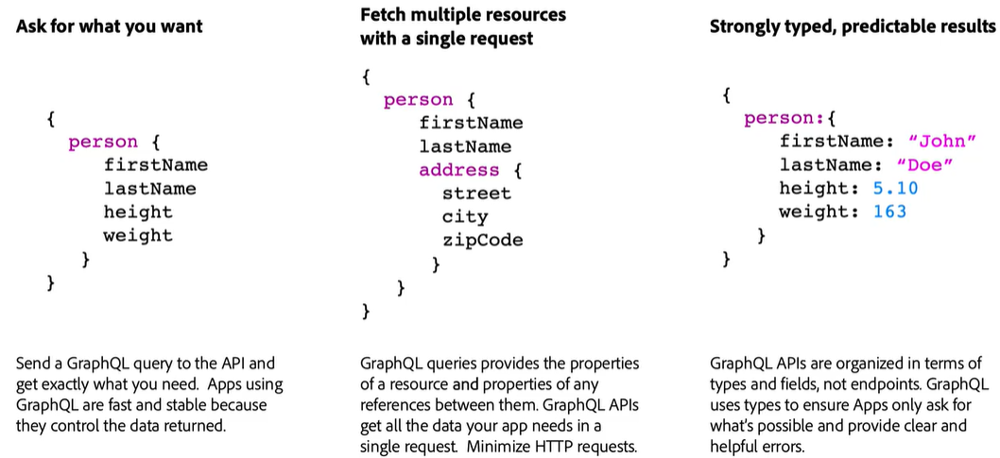 Ask for what you want
{
person {
firstName
lastName
height
weight
}
}
Send a GraphQL query to the API and
get exactly what you need.  Apps using
GraphQL are fast and stable because
they control the data returned.
Fetch multiple resources
with a single request
{
person {
firstName
lastName
address {
street
city
zipCode
}
}
}
GraphQL queries provides the properties
of a resource and properties of any
references between them. GraphQL APIs
get all the data your app needs in a
single request.  Minimize HTTP requests.
Strongly typed, predictable results
{
person:{
firstName: “John”
lastName: “Doe”
height: 5.10
weight: 163
}
}
GraphQL APIs are organized in terms of
types and fields, not endpoints. GraphQL
uses types to ensure Apps only ask for
what's possible and provide clear and
helpful errors.